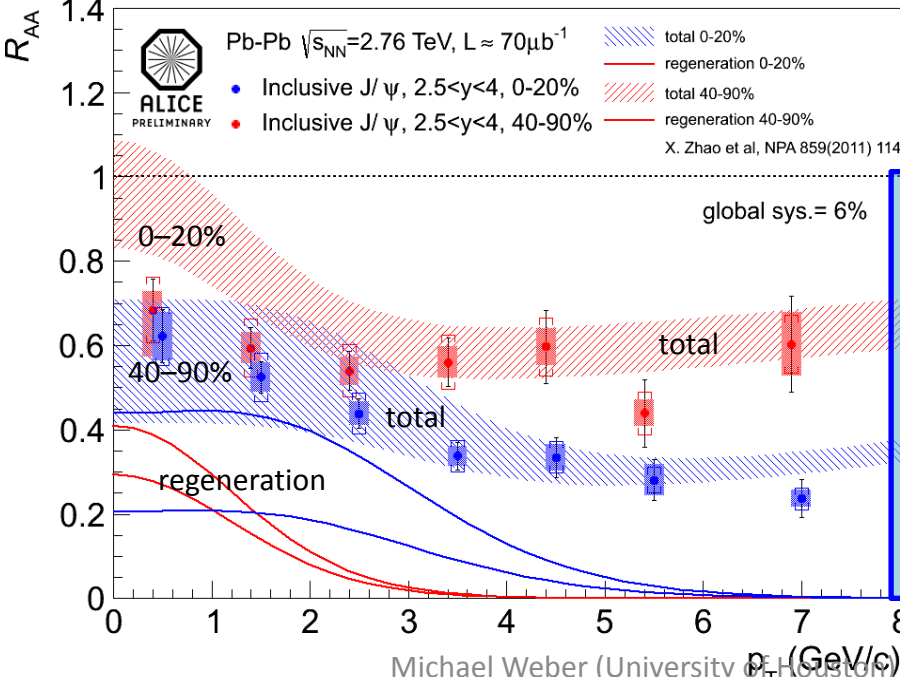 1.4
1.2
1
0.8
0.6
0.4
0.2
0
R_AA
ALICE
PRELIMINARY
Pb-Pb √s_NN=2.76 TeV, L ≈ 70μb⁻¹
Inclusive J/ ψ, 2.5<y<4, 0-20%
Inclusive J/ ψ, 2.5<y<4, 40-90%
total 0-20%
regeneration 0-20%
total 40-90%
regeneration 40-90%
X. Zhao et al, NPA 859(2011) 114
global sys.= 6%
0–20%
total
40–90%
total
regeneration
0 1 2 3 4 5 6 7 8
p_T (GeV/c)
Michael Weber (University of Houston)